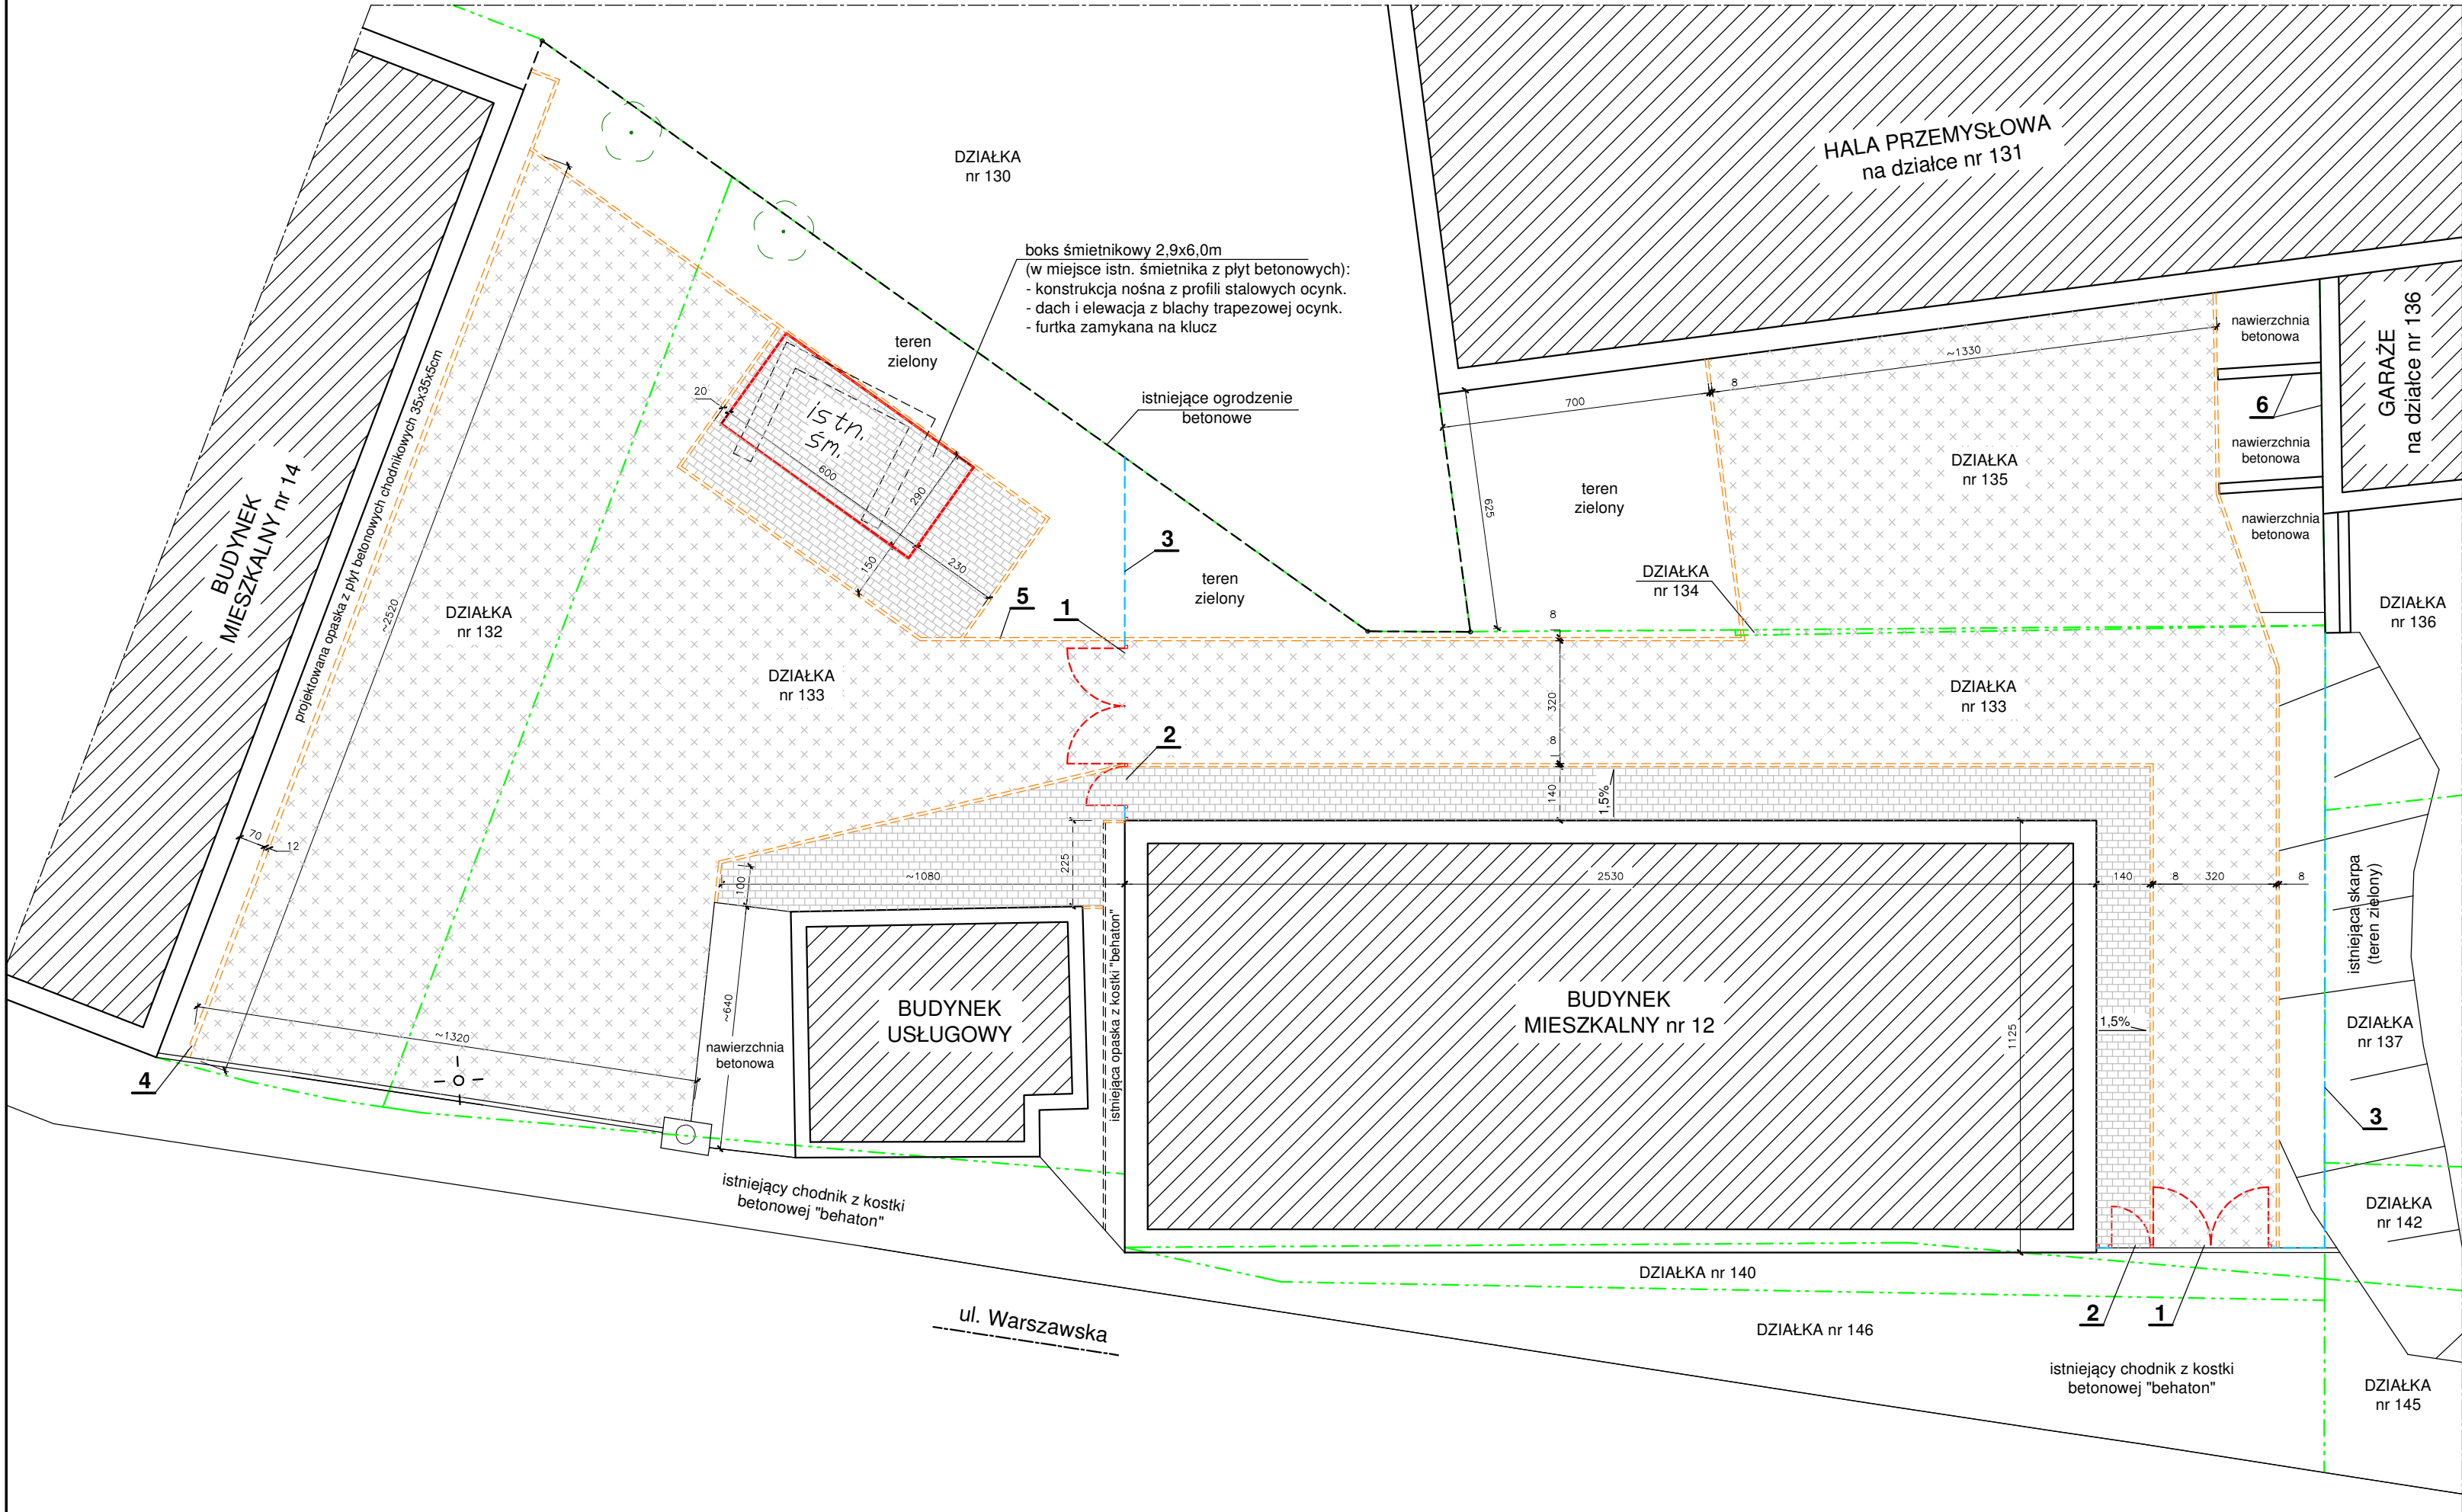 DZIAŁKA
nr 130
HALA PRZEMYSŁOWA
na działce nr 131
boks śmietnikowy 2,9x6,0m
(w miejsce istn. śmietnika z płyt betonowych):
- konstrukcja nośna z profili stalowych ocynk.
- dach i elewacja z blachy trapezowej ocynk.
- furtka zamykana na klucz
teren
zielony
istniejące ogrodzenie
betonowe
nawierzchnia
betonowa
GARAŻE
na działce nr 136
6
nawierzchnia
betonowa
nawierzchnia
betonowa
~1330
8
700
625
20
istn.
śm.
600
290
150
230
BUDYNEK
MIESZKALNY nr 14
projektowana opaska z płyt betonowych chodnikowych 35x35x5cm
~2520
DZIAŁKA
nr 132
DZIAŁKA
nr 133
5
1
3
teren
zielony
teren
zielony
DZIAŁKA
nr 134
DZIAŁKA
nr 135
DZIAŁKA
nr 136
8
320
8
140
1,5%
DZIAŁKA
nr 133
2
70
12
100
~1080
225
2530
140
8
320
8
1125
1,5%
istniejąca skarpa
(teren zielony)
~640
~1320
4
nawierzchnia
betonowa
BUDYNEK
USŁUGOWY
istniejąca opaska z kostki "behaton"
BUDYNEK
MIESZKALNY nr 12
DZIAŁKA
nr 137
3
DZIAŁKA
nr 142
istniejący chodnik z kostki
betonowej "behaton"
DZIAŁKA nr 140
ul. Warszawska
DZIAŁKA nr 146
2
1
istniejący chodnik z kostki
betonowej "behaton"
DZIAŁKA
nr 145